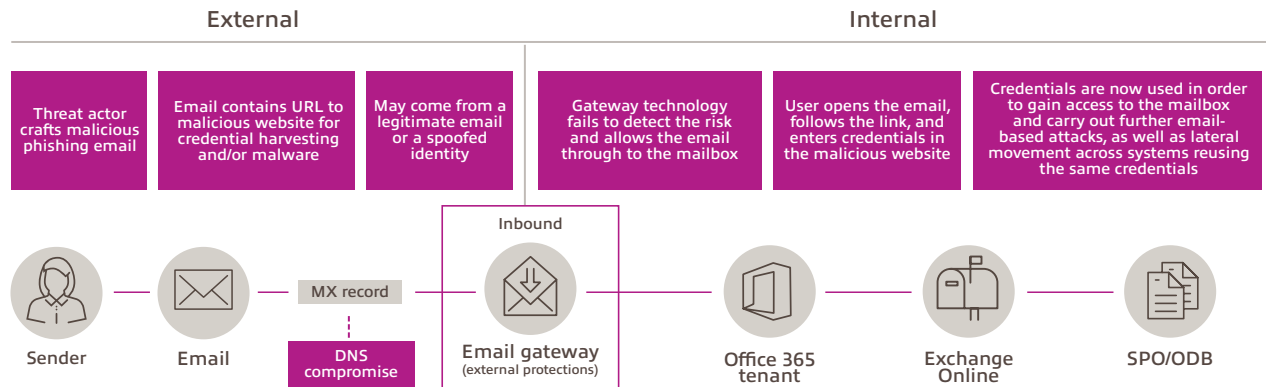 External
Internal
Threat actor
crafts malicious
phishing email
Email contains URL to
malicious website for
credential harvesting
and/or malware
May come from a
legitimate email
or a spoofed
identity
Gateway technology
fails to detect the risk
and allows the email
through to the mailbox
User opens the email,
follows the link, and
enters credentials in
the malicious website
Credentials are now used in order
to gain access to the mailbox
and carry out further email-
based attacks, as well as lateral
movement across systems reusing
the same credentials
Inbound
MX record
Sender
Email
DNS
compromise
Email gateway
(external protections)
Office 365
tenant
Exchange
Online
SPO/ODB